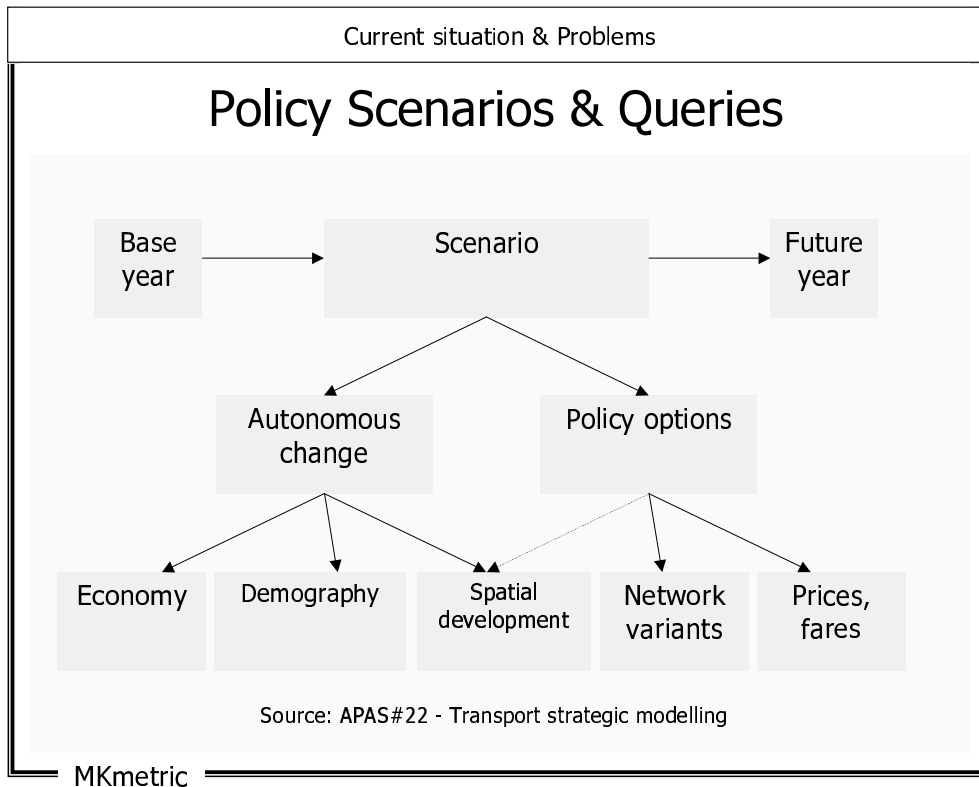 Current situation & Problems
Policy Scenarios & Queries
Base
year
Scenario
Future
year
Autonomous
change
Policy options
Economy
Demography
Spatial
development
Network
variants
Prices,
fares
Source: APAS#22 - Transport strategic modelling
MKmetric